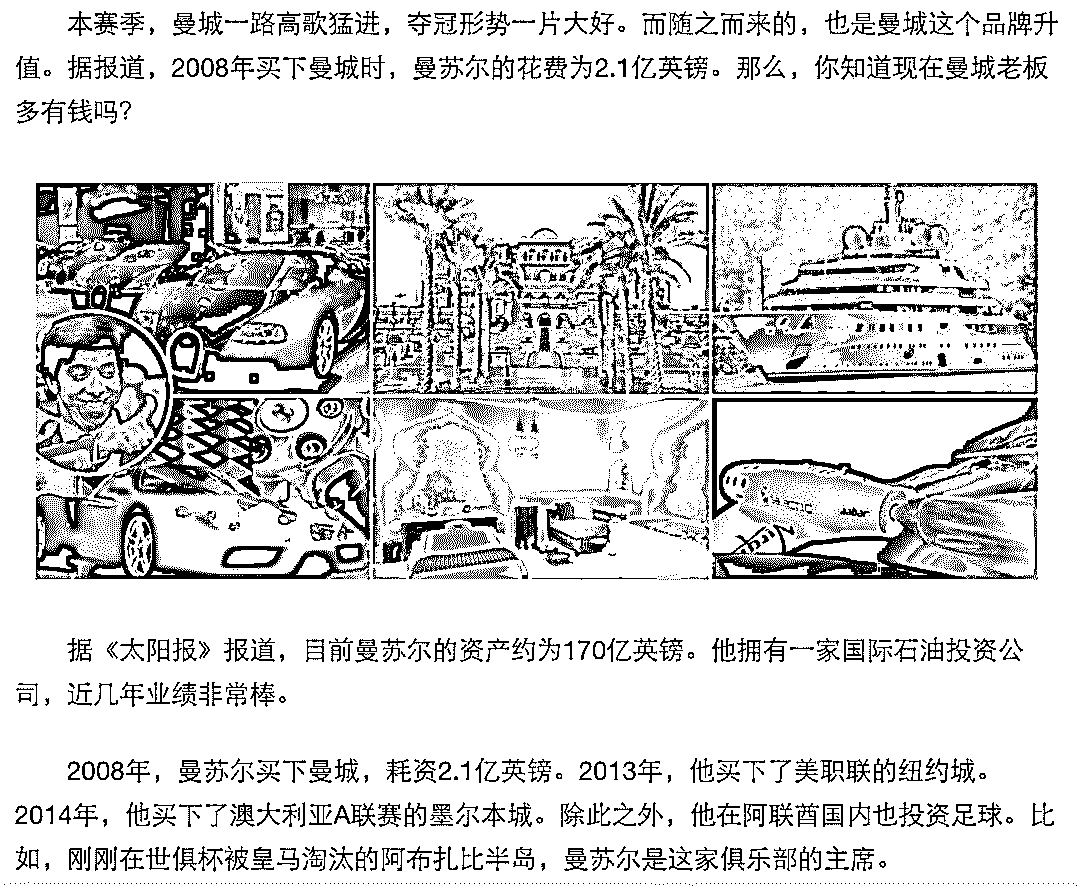 本赛季，曼城一路高歌猛进，夺冠形势一片大好。而随之而来的，也是曼城这个品牌升
值。据报道，2008年买下曼城时，曼苏尔的花费为2.1亿英镑。那么，你知道现在曼城老板
多有钱吗？
aabar
据《太阳报》报道，目前曼苏尔的资产约为170亿英镑。他拥有一家国际石油投资公
司，近几年业绩非常棒。
2008年，曼苏尔买下曼城，耗资2.1亿英镑。2013年，他买下了美职联的纽约城。
2014年，他买下了澳大利亚A联赛的墨尔本城。除此之外，他在阿联酋国内也投资足球。比
如，刚刚在世俱杯被皇马淘汰的阿布扎比半岛，曼苏尔是这家俱乐部的主席。